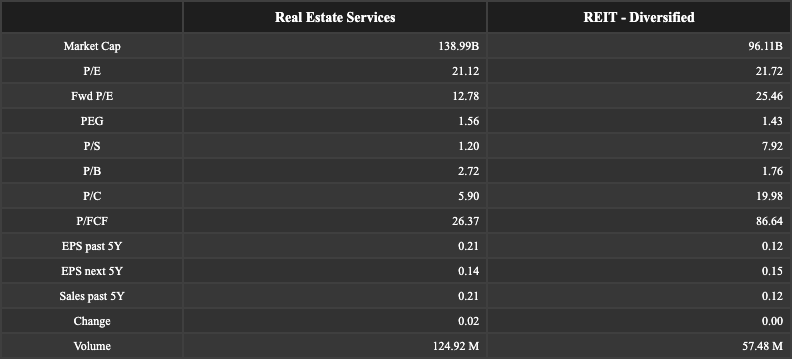 Real Estate Services REIT - Diversified
Market Cap 138.99B 96.11B
P/E 21.12 21.72
Fwd P/E 12.78 25.46
PEG 1.56 1.43
P/S 1.20 7.92
P/B 2.72 1.76
P/C 5.90 19.98
P/FCF 26.37 86.64
EPS past 5Y 0.21 0.12
EPS next 5Y 0.14 0.15
Sales past 5Y 0.21 0.12
Change 0.02 0.00
Volume 124.92 M 57.48 M